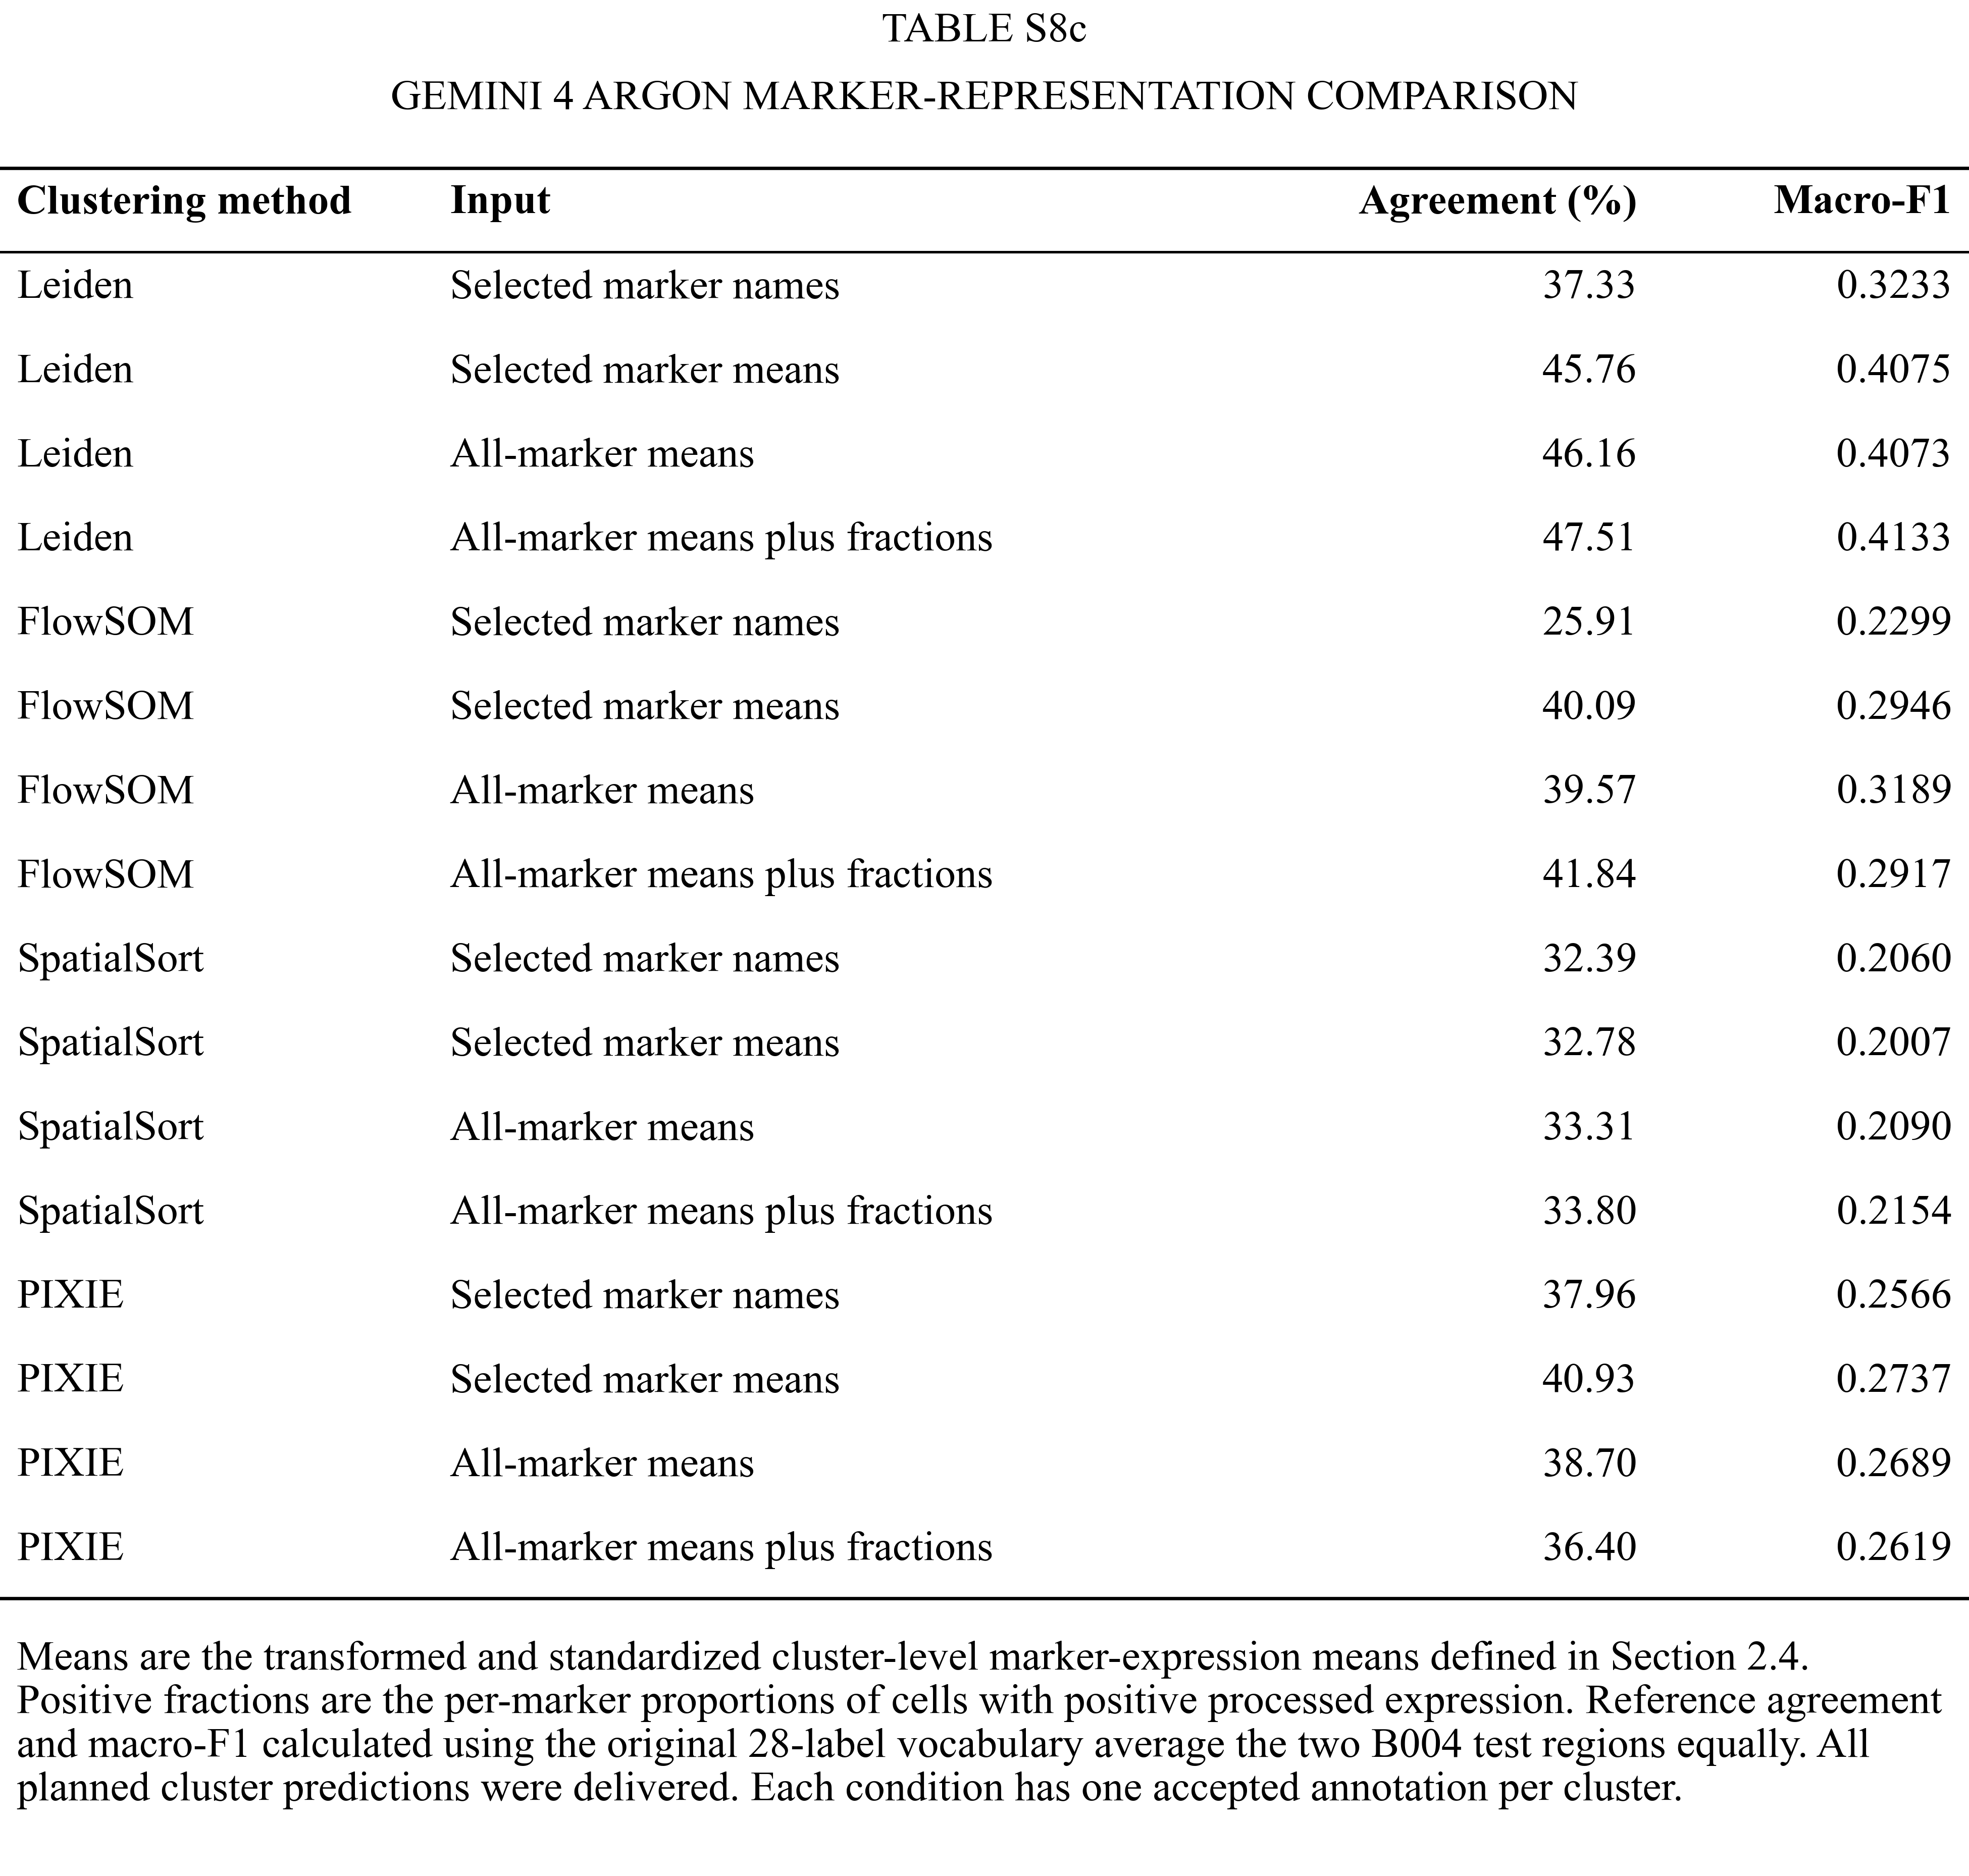 TABLE S8c
GEMINI 4 ARGON MARKER-REPRESENTATION COMPARISON
Clustering method Input Agreement (%) Macro-F1
Leiden Selected marker names 37.33 0.3233
Leiden Selected marker means 45.76 0.4075
Leiden All-marker means 46.16 0.4073
Leiden All-marker means plus fractions 47.51 0.4133
FlowSOM Selected marker names 25.91 0.2299
FlowSOM Selected marker means 40.09 0.2946
FlowSOM All-marker means 39.57 0.3189
FlowSOM All-marker means plus fractions 41.84 0.2917
SpatialSort Selected marker names 32.39 0.2060
SpatialSort Selected marker means 32.78 0.2007
SpatialSort All-marker means 33.31 0.2090
SpatialSort All-marker means plus fractions 33.80 0.2154
PIXIE Selected marker names 37.96 0.2566
PIXIE Selected marker means 40.93 0.2737
PIXIE All-marker means 38.70 0.2689
PIXIE All-marker means plus fractions 36.40 0.2619
Means are the transformed and standardized cluster-level marker-expression means defined in Section 2.4.
Positive fractions are the per-marker proportions of cells with positive processed expression. Reference agreement
and macro-F1 calculated using the original 28-label vocabulary average the two B004 test regions equally. All
planned cluster predictions were delivered. Each condition has one accepted annotation per cluster.